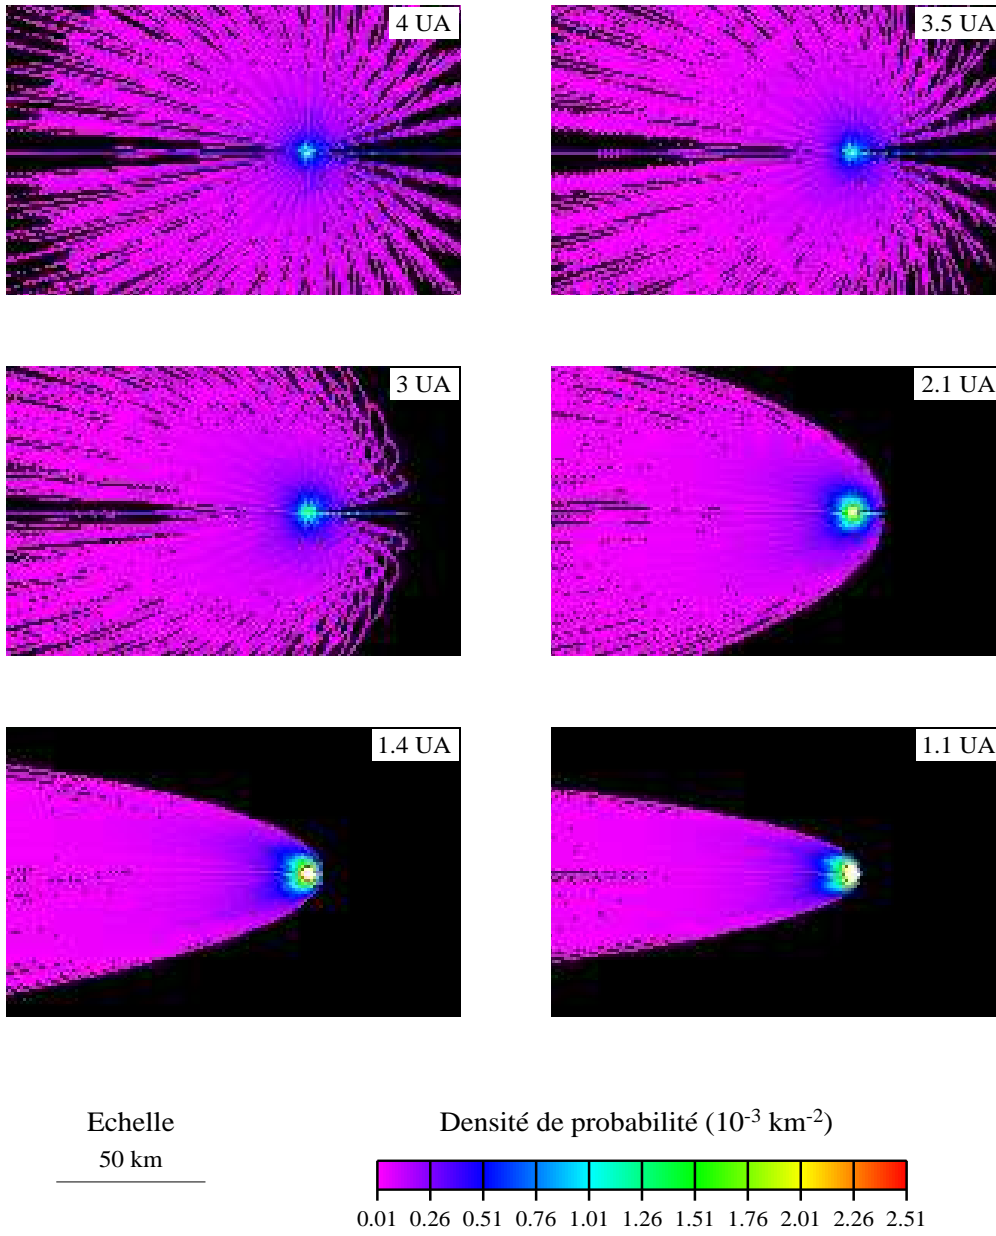 4 UA
3.5 UA
3 UA
2.1 UA
1.4 UA
1.1 UA
Echelle
50 km
Densité de probabilité (10⁻³ km⁻²)
0.01 0.26 0.51 0.76 1.01 1.26 1.51 1.76 2.01 2.26 2.51